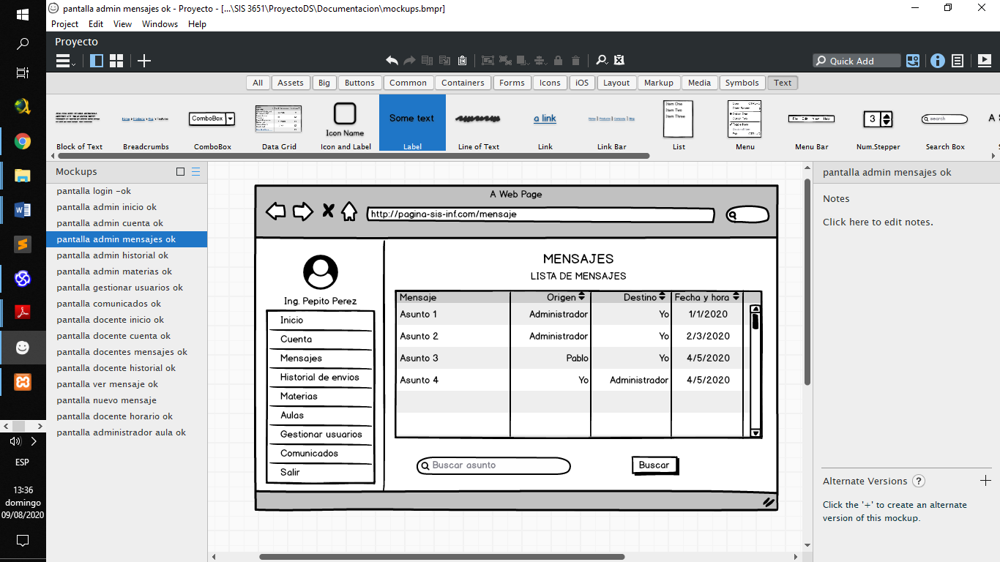 pantalla admin mensajes ok - Proyecto - [...\SIS 3651\ProyectoDS\Documentacion\mockups.bmpr]
Project Edit View Windows Help
Proyecto
Quick Add
All Assets Big Buttons Common Containers Forms Icons iOS Layout Markup Media Symbols Text
ComboBox
Icon Name
Some text
a link
Item One
Item Two
Item Three
3
search
A S
Block of Text Breadcrumbs ComboBox Data Grid Icon and Label Label Line of Text Link Link Bar List Menu Menu Bar Num.Stepper Search Box
Mockups
pantalla login -ok
pantalla admin inicio ok
pantalla admin cuenta ok
pantalla admin mensajes ok
pantalla admin historial ok
pantalla admin materias ok
pantalla gestionar usuarios ok
pantalla comunicados ok
pantalla docente inicio ok
pantalla docente cuenta ok
pantalla docentes mensajes ok
pantalla docente historial ok
pantalla ver mensaje ok
pantalla nuevo mensaje
pantalla docente horario ok
pantalla administrador aula ok
A Web Page
http://pagina-sis-inf.com/mensaje
Ing. Pepito Perez
Inicio
Cuenta
Mensajes
Historial de envios
Materias
Aulas
Gestionar usuarios
Comunicados
Salir
MENSAJES
LISTA DE MENSAJES
Mensaje Origen Destino Fecha y hora
Asunto 1 Administrador Yo 1/1/2020
Asunto 2 Administrador Yo 2/3/2020
Asunto 3 Pablo Yo 4/5/2020
Asunto 4 Yo Administrador 4/5/2020
Buscar asunto
Buscar
pantalla admin mensajes ok
Notes
Click here to edit notes.
Alternate Versions ?
Click the '+' to create an alternate
version of this mockup.
ESP
13:36
domingo
09/08/2020